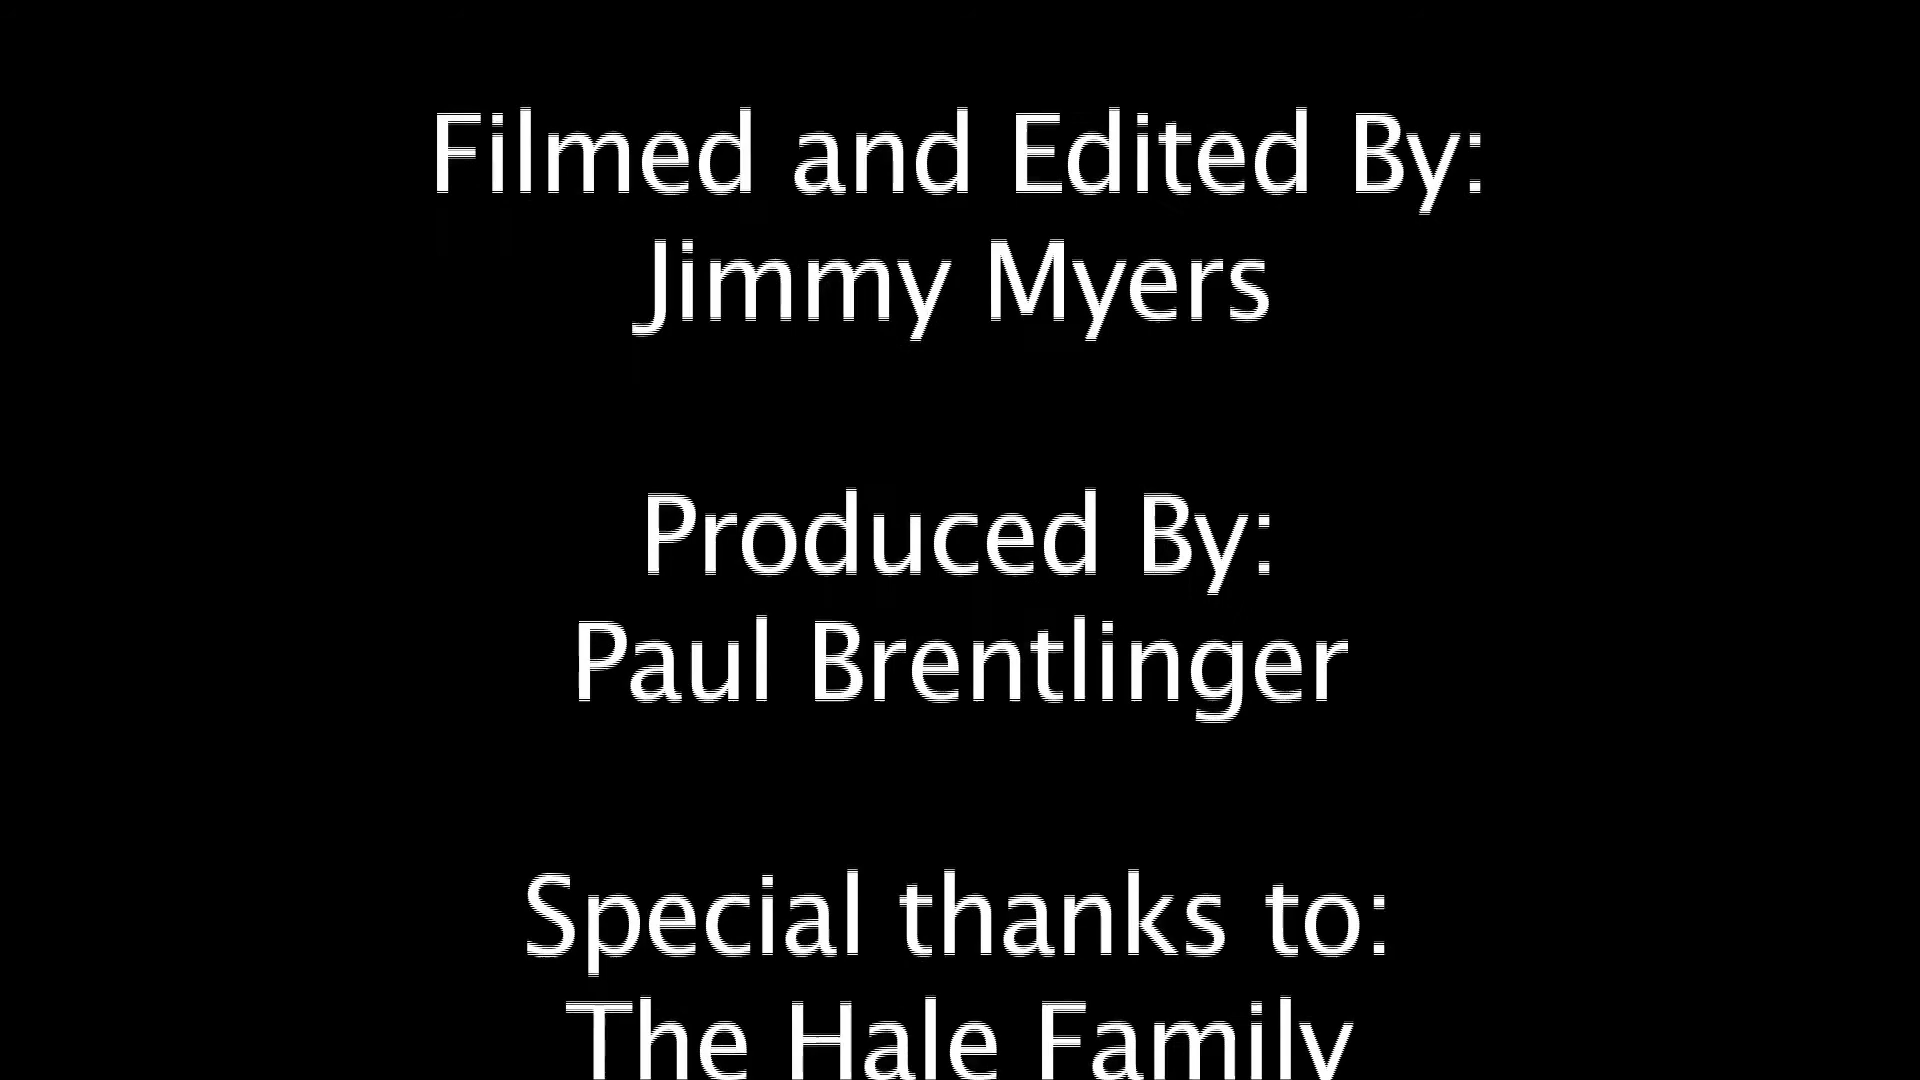 Filmed and Edited By:
Jimmy Myers
Produced By:
Paul Brentlinger
Special thanks to:
The Hale Family